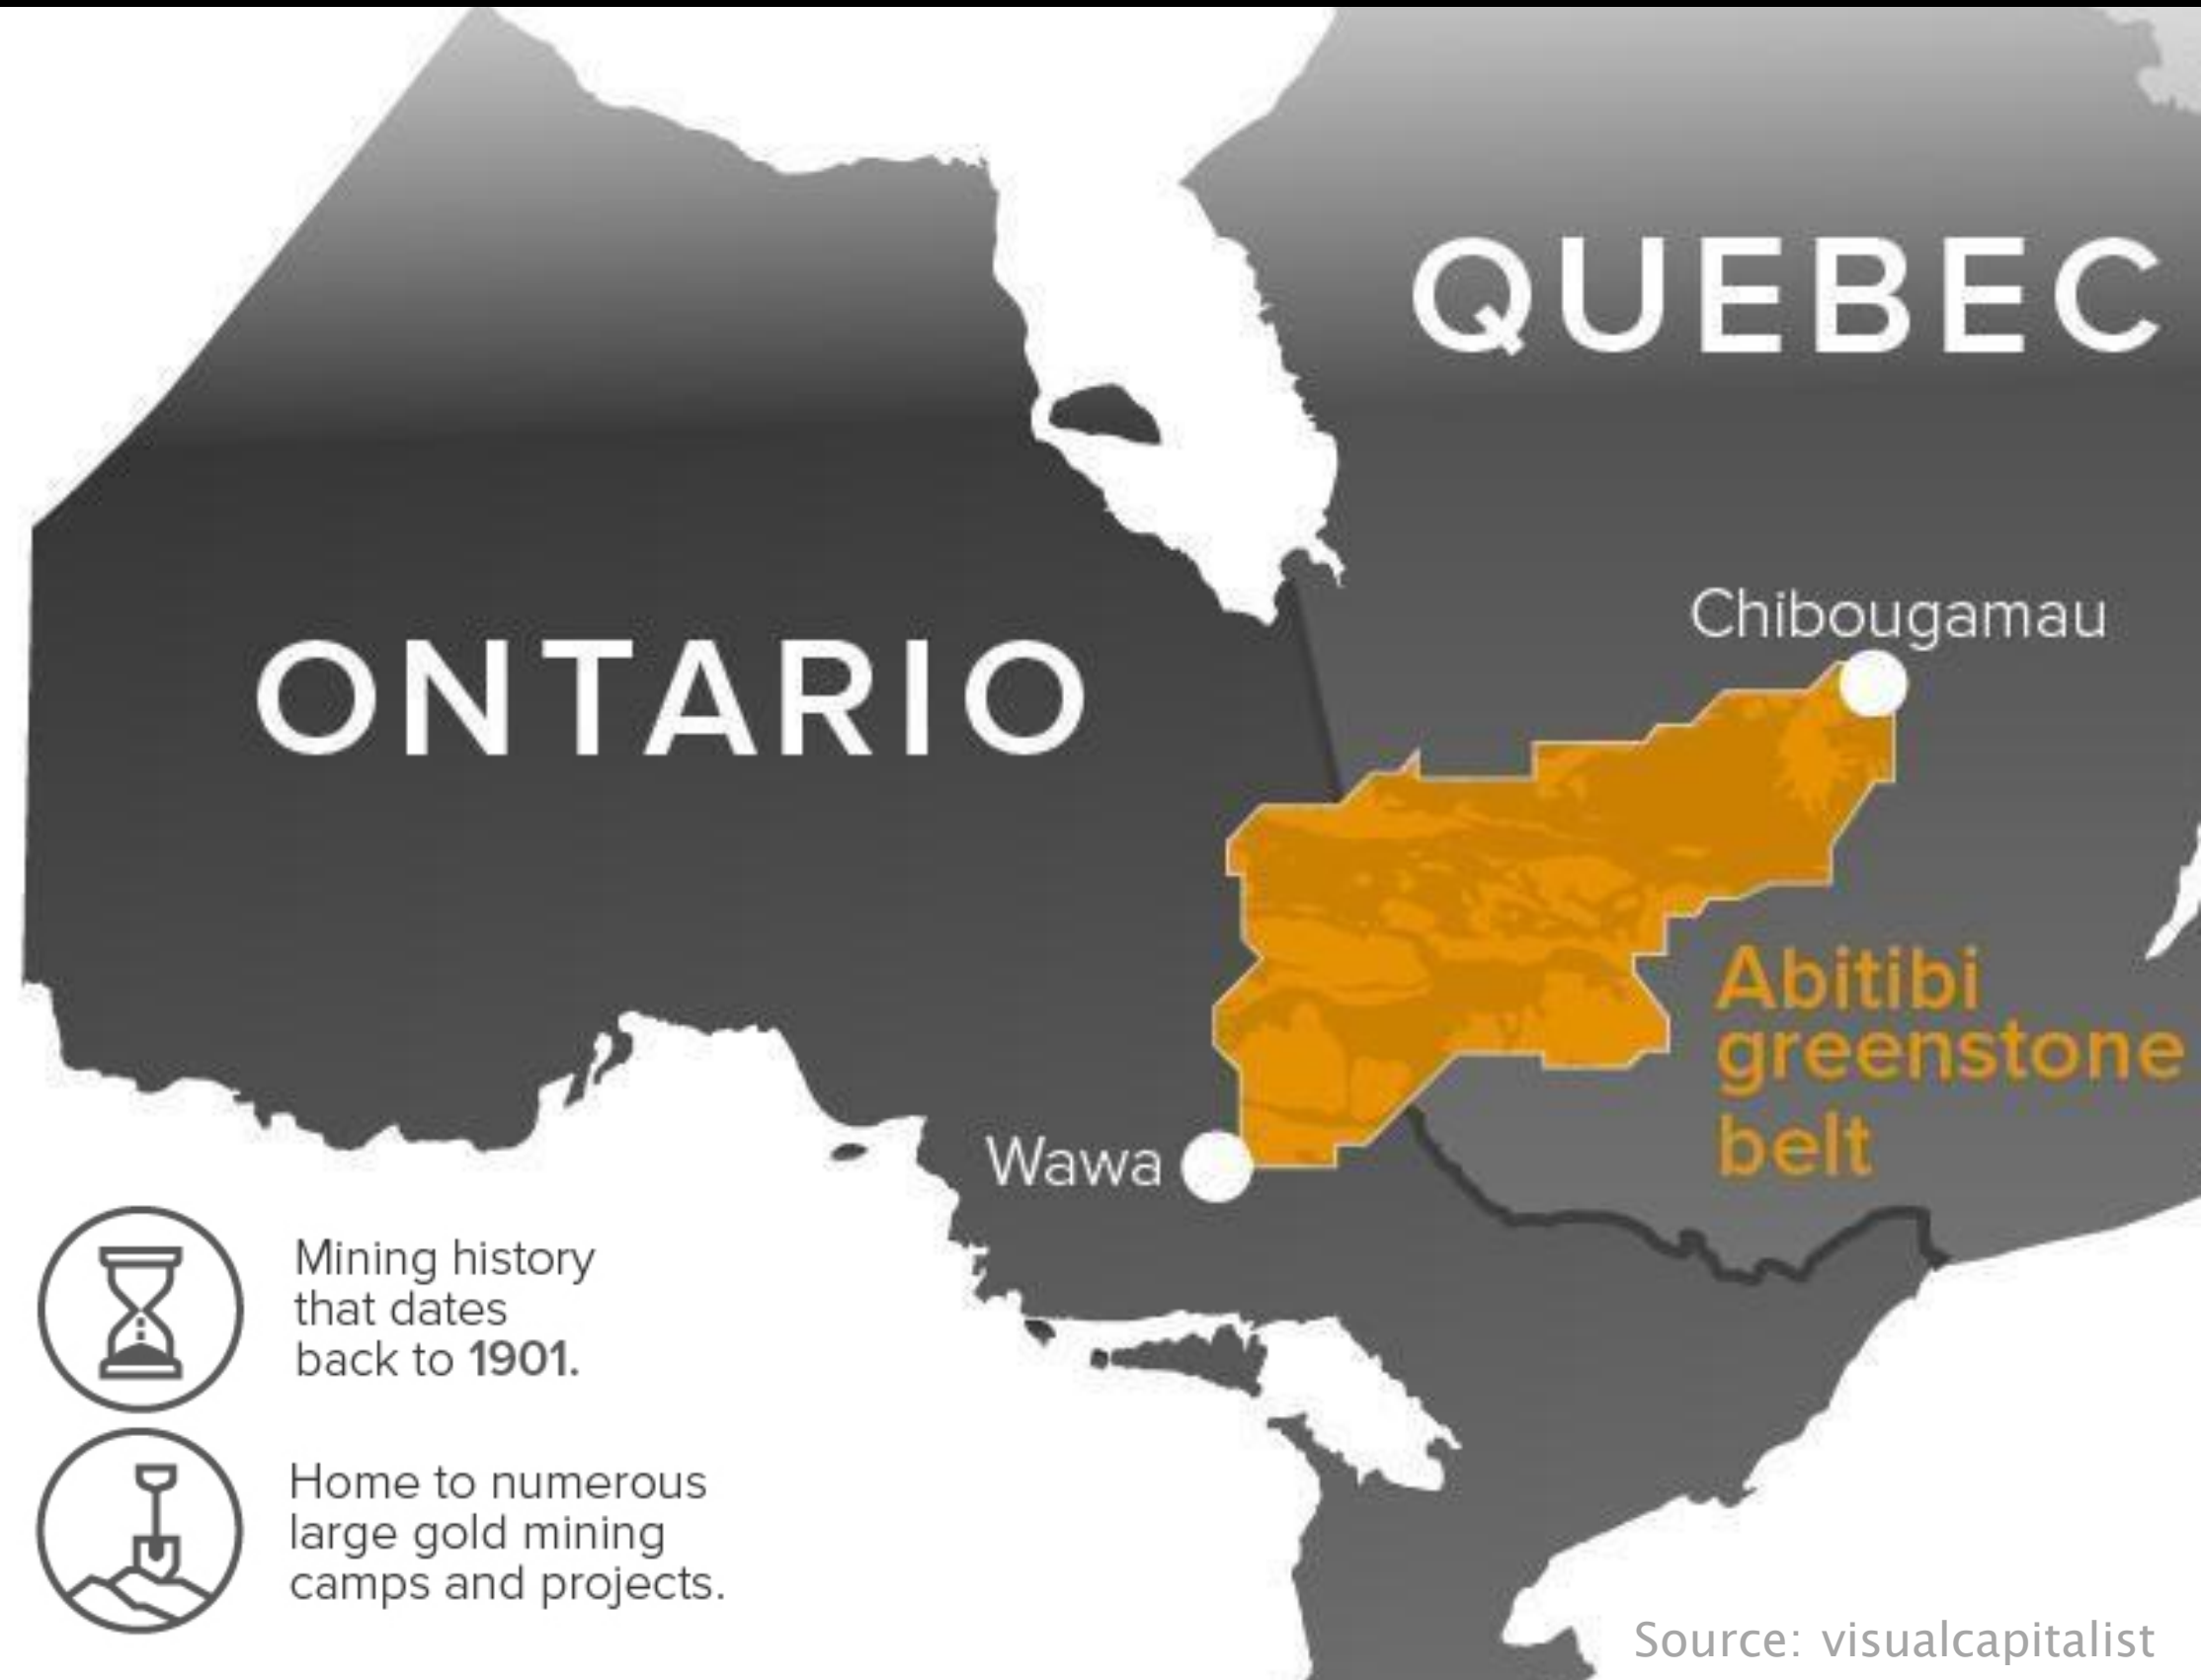 QUEBEC
ONTARIO
Chibougamau
Abitibi
greenstone
belt
Wawa
Mining history
that dates
back to 1901.
Home to numerous
large gold mining
camps and projects.
Source: visualcapitalist